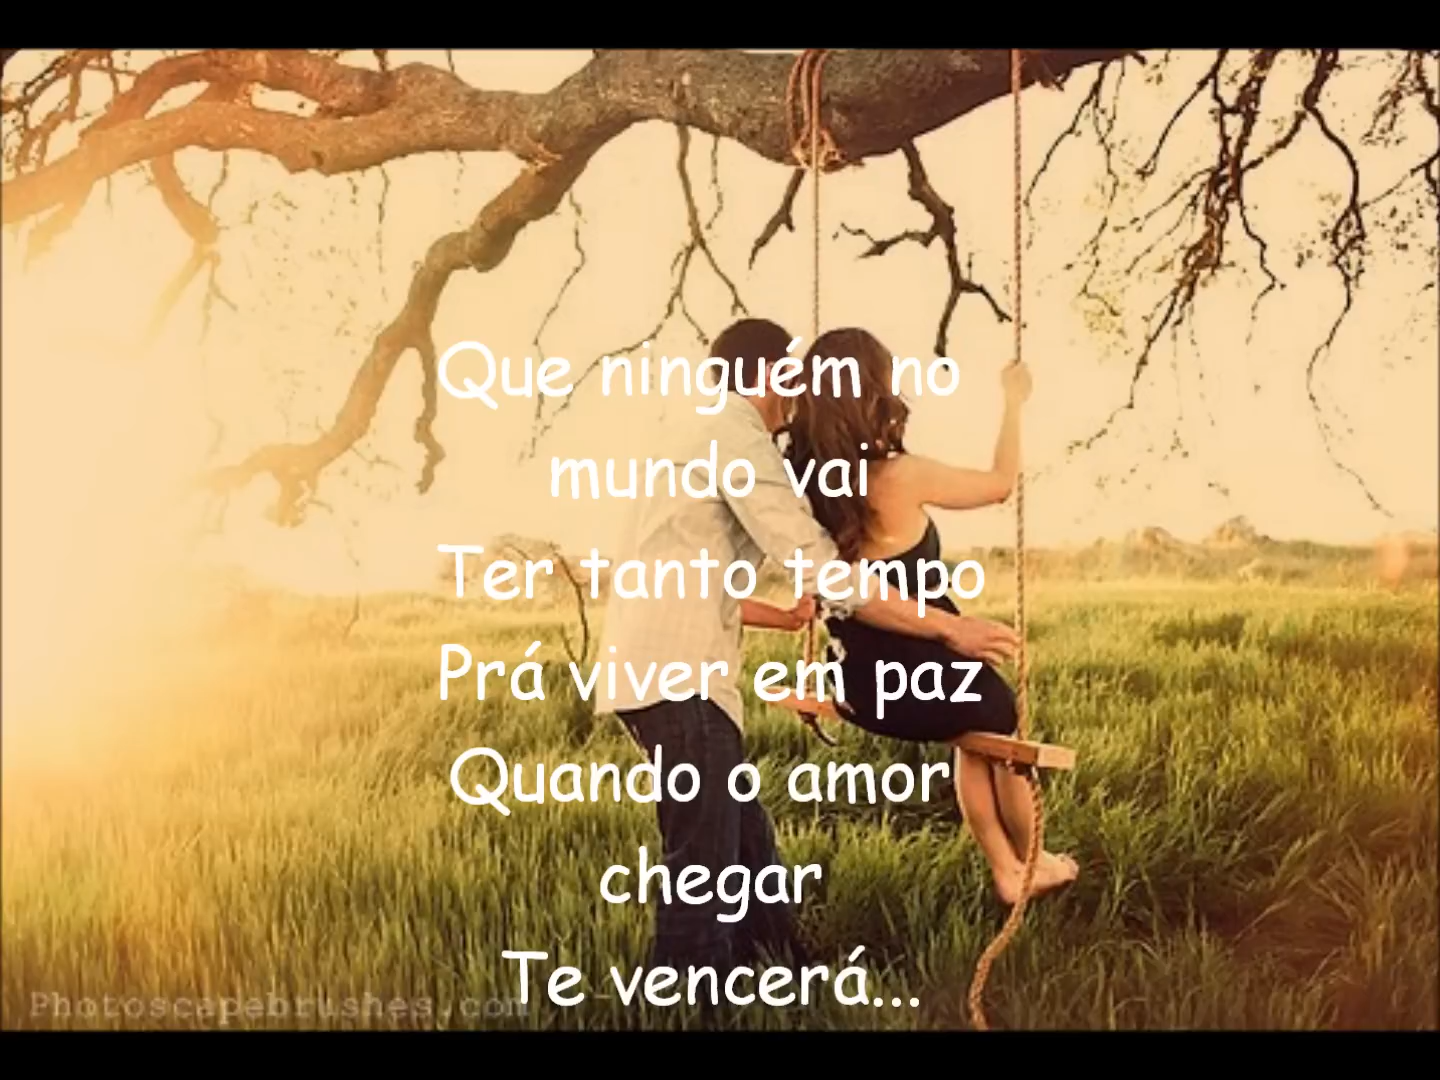 Que ninguém no
mundo vai
Ter tanto tempo
Prá viver em paz
Quando o amor
chegar
Te vencerá...
Photoscapebrushes.com